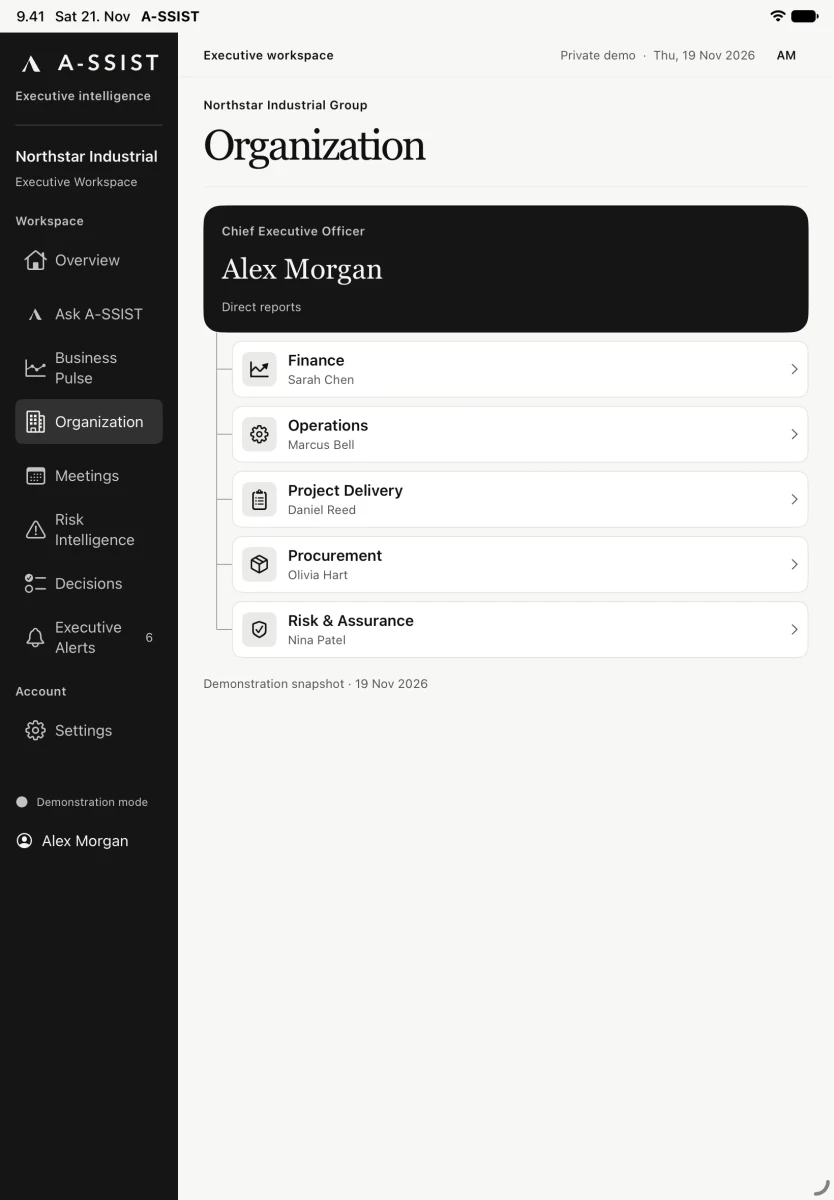 9.41 Sat 21. Nov A-SSIST
A-SSIST
Executive intelligence
Northstar Industrial
Executive Workspace
Workspace
Overview
Ask A-SSIST
Business
Pulse
Organization
Meetings
Risk
Intelligence
Decisions
Executive
Alerts
6
Account
Settings
Demonstration mode
Alex Morgan
Executive workspace
Private demo · Thu, 19 Nov 2026 AM
Northstar Industrial Group
Organization
Chief Executive Officer
Alex Morgan
Direct reports
Finance
Sarah Chen
Operations
Marcus Bell
Project Delivery
Daniel Reed
Procurement
Olivia Hart
Risk & Assurance
Nina Patel
Demonstration snapshot · 19 Nov 2026